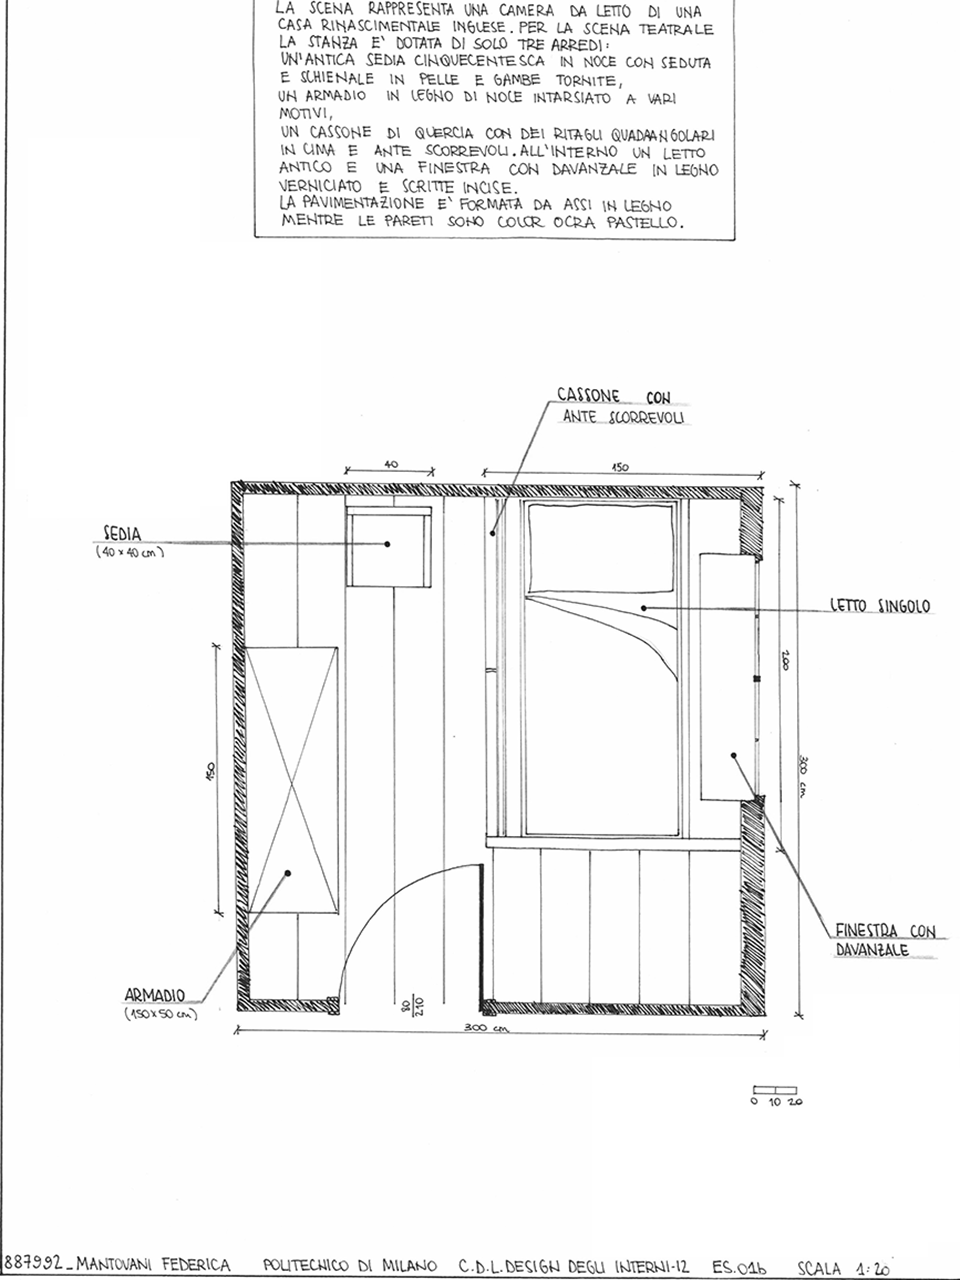 LA SCENA RAPPRESENTA UNA CAMERA DA LETTO DI UNA
CASA RINASCIMENTALE INGLESE. PER LA SCENA TEATRALE
LA STANZA E' DOTATA DI SOLO TRE ARREDI:
UN'ANTICA SEDIA CINQUECENTESCA IN NOCE CON SEDUTA
E SCHIENALE IN PELLE E GAMBE TORNITE,
UN ARMADIO IN LEGNO DI NOCE INTARSIATO A VARI
MOTIVI,
UN CASSONE DI QUERCIA CON DEI RITAGLI QUADRANGOLARI
IN CIMA E ANTE SCORREVOLI. ALL'INTERNO UN LETTO
ANTICO E UNA FINESTRA CON DAVANZALE IN LEGNO
VERNICIATO E SCRITTE INCISE.
LA PAVIMENTAZIONE E' FORMATA DA ASSI IN LEGNO
MENTRE LE PARETI SONO COLOR OCRA PASTELLO.
CASSONE CON
ANTE SCORREVOLI
40
150
SEDIA
(40 x 40 cm)
LETTO SINGOLO
200
300 cm
150
FINESTRA CON
DAVANZALE
ARMADIO
(150 x 50 cm)
80
210
300 cm
0 10 20
887992_MANTOVANI FEDERICA POLITECNICO DI MILANO C.D.L. DESIGN DEGLI INTERNI-I2 ES.01b SCALA 1:20